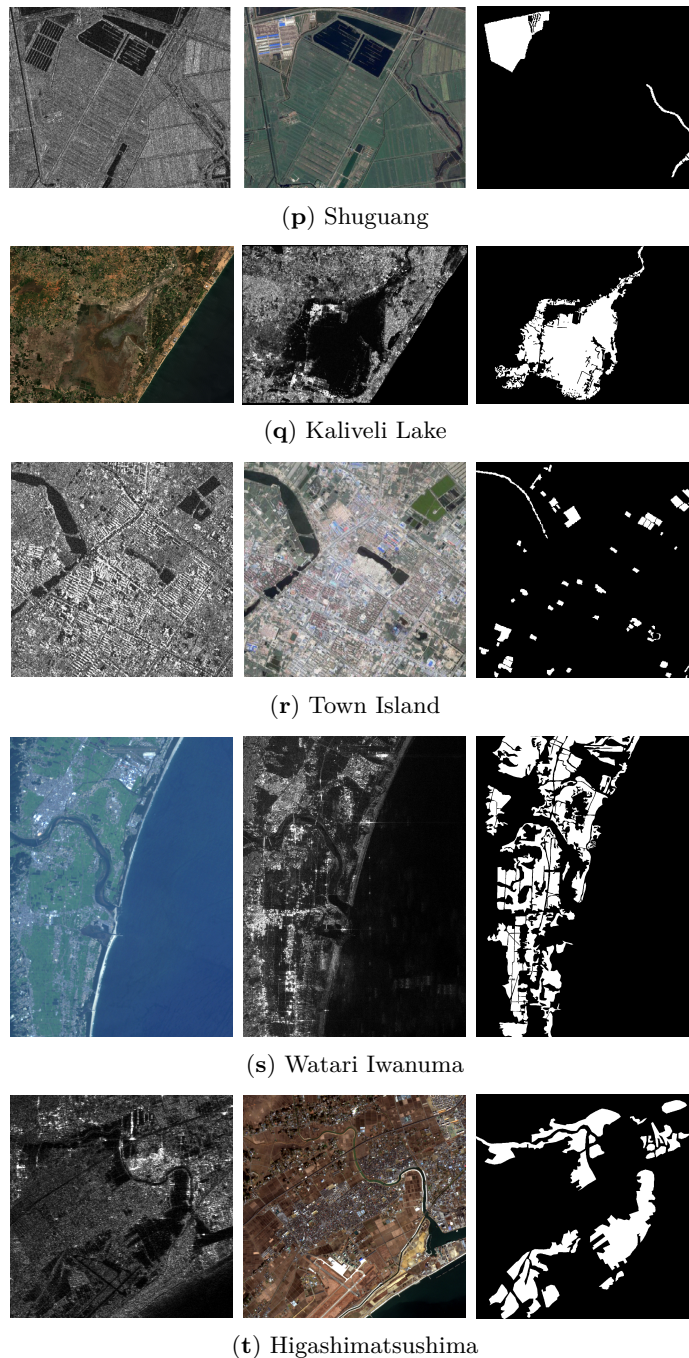 (p) Shuguang
(q) Kaliveli Lake
(r) Town Island
(s) Watari Iwanuma
(t) Higashimatsushima